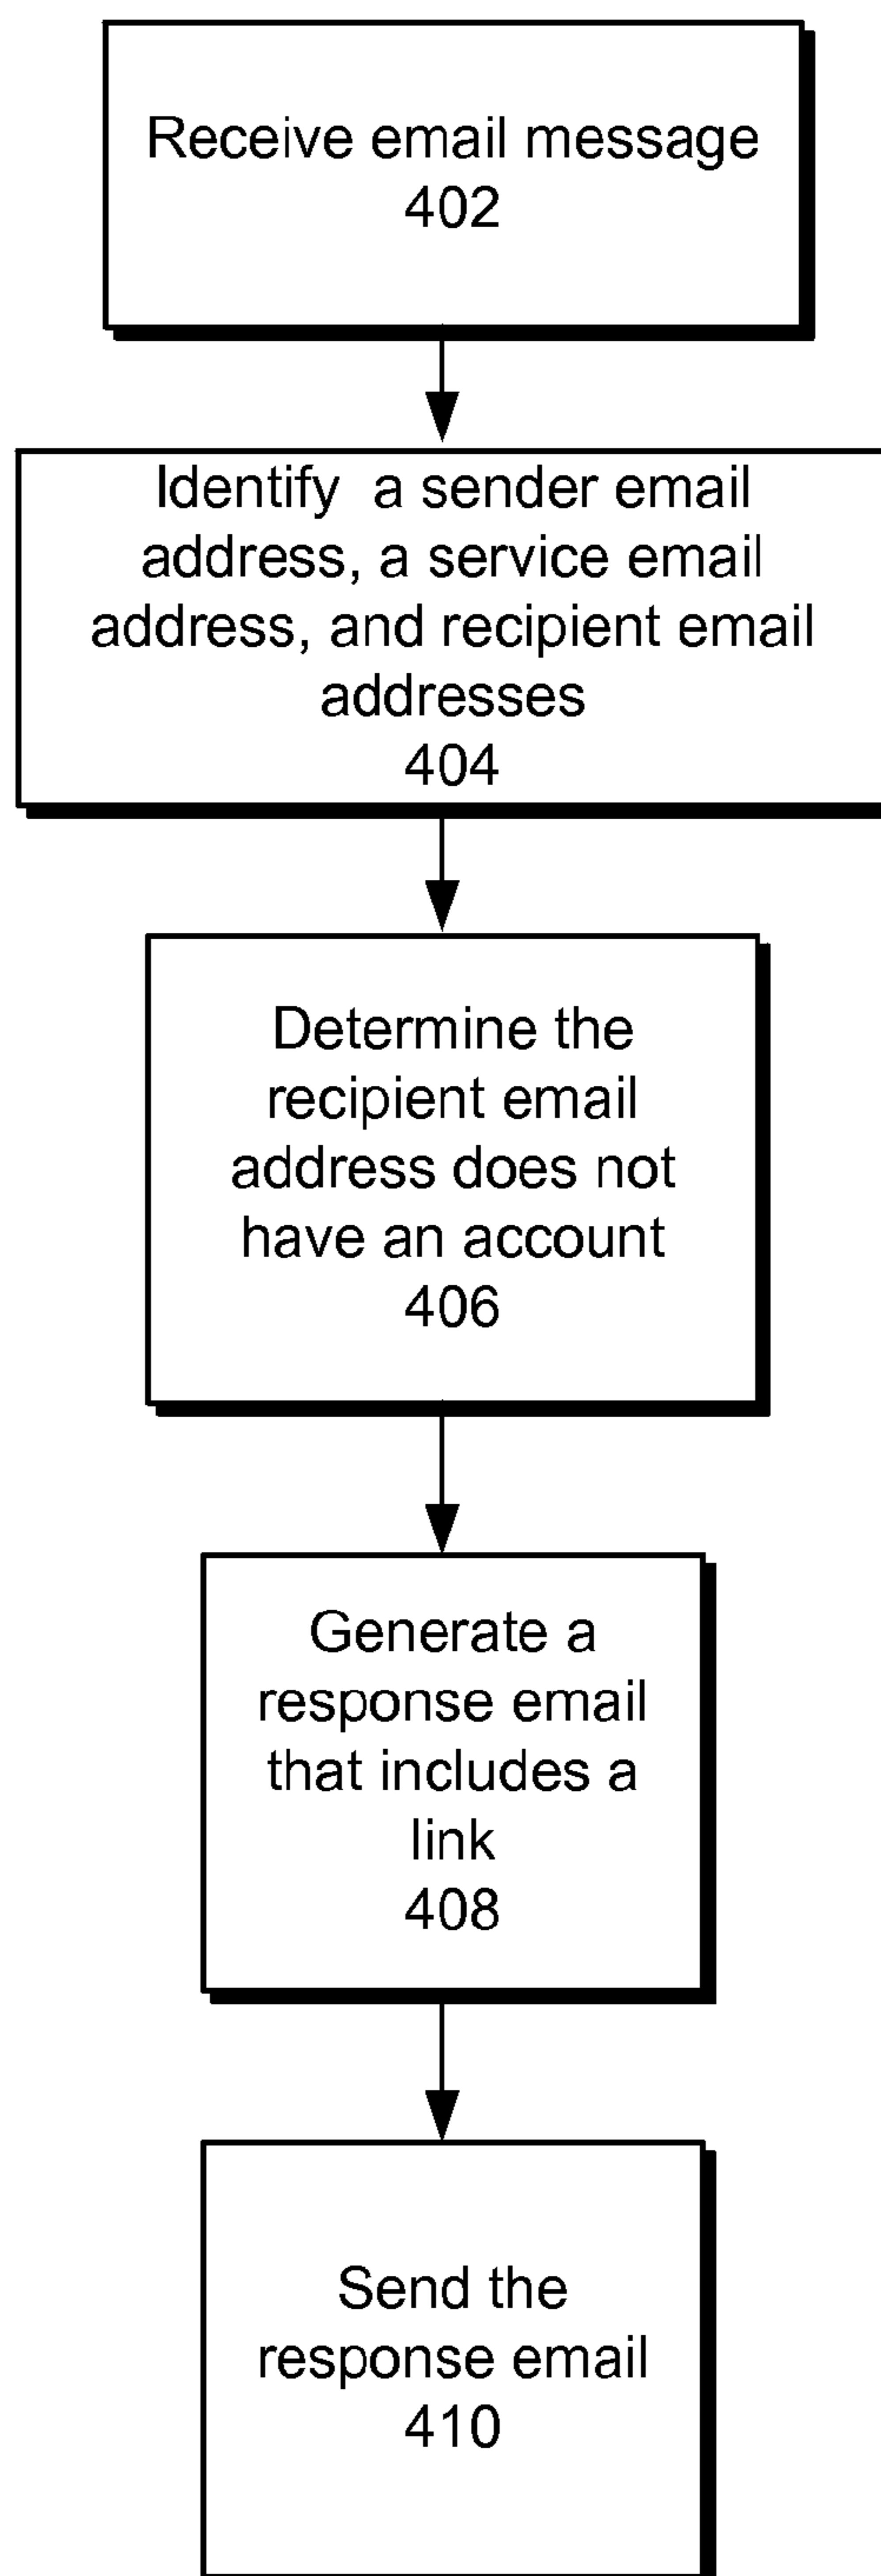 Receive email message
402
Identify a sender email
address, a service email
address, and recipient email
addresses
404
Determine the
recipient email
address does not
have an account
406
Generate a
response email
that includes a
link
408
Send the
response email
410